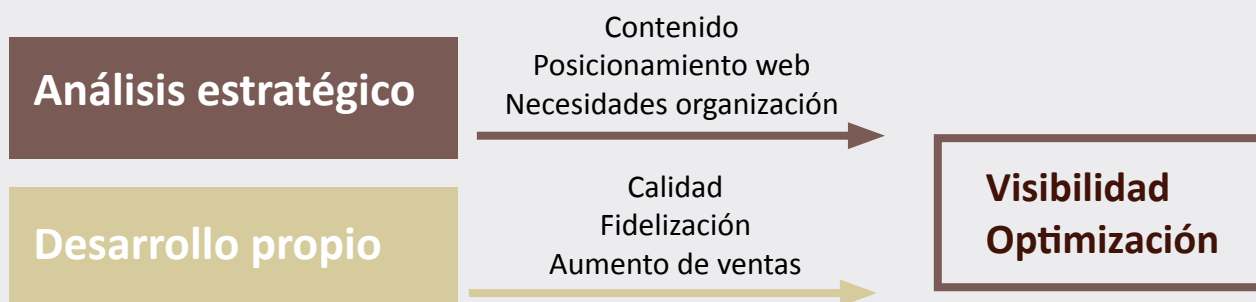 Análisis estratégico
Contenido
Posicionamiento web
Necesidades organización
Desarrollo propio
Calidad
Fidelización
Aumento de ventas
Visibilidad
Optimización